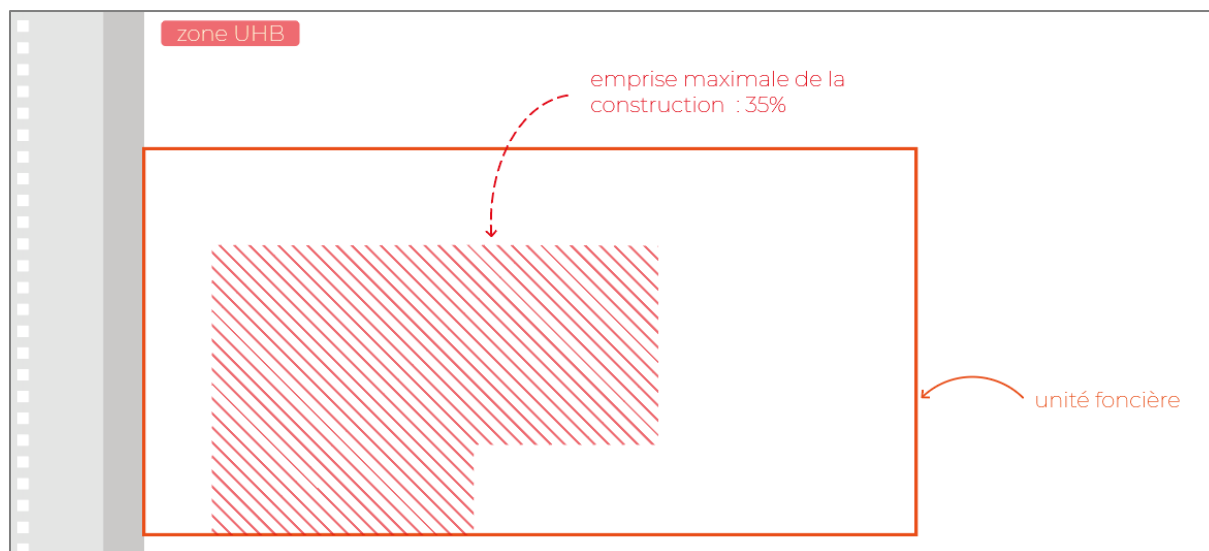 zone UHB
emprise maximale de la
construction : 35%
unité foncière